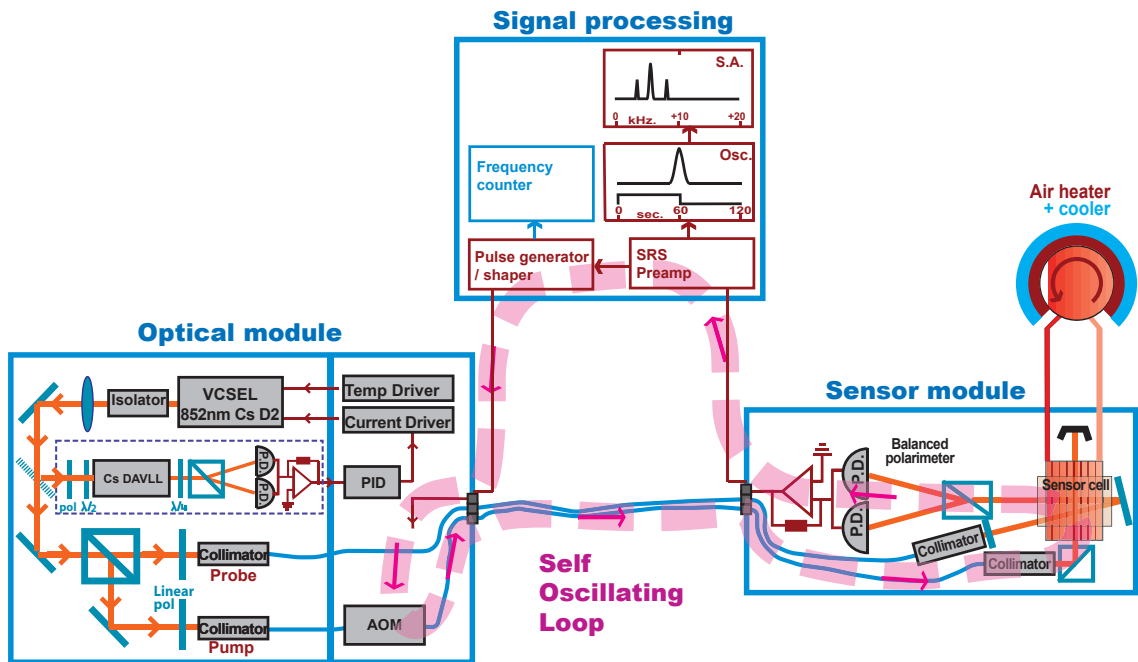 Signal processing
S.A.
0 +10 +20
kHz.
Frequency
counter
Osc.
0 60 120
sec.
Pulse generator
/ shaper
SRS
Preamp
Air heater
+ cooler
Optical module
Isolator
VCSEL
852nm Cs D2
Temp Driver
Current Driver
Cs DAVLL
P.D.
P.D.
PID
pol λ/2
λ/4
Collimator
Probe
Linear
pol
Collimator
Pump
AOM
Self
Oscillating
Loop
Sensor module
Balanced
polarimeter
P.D.
P.D.
Sensor cell
Collimator
Collimator